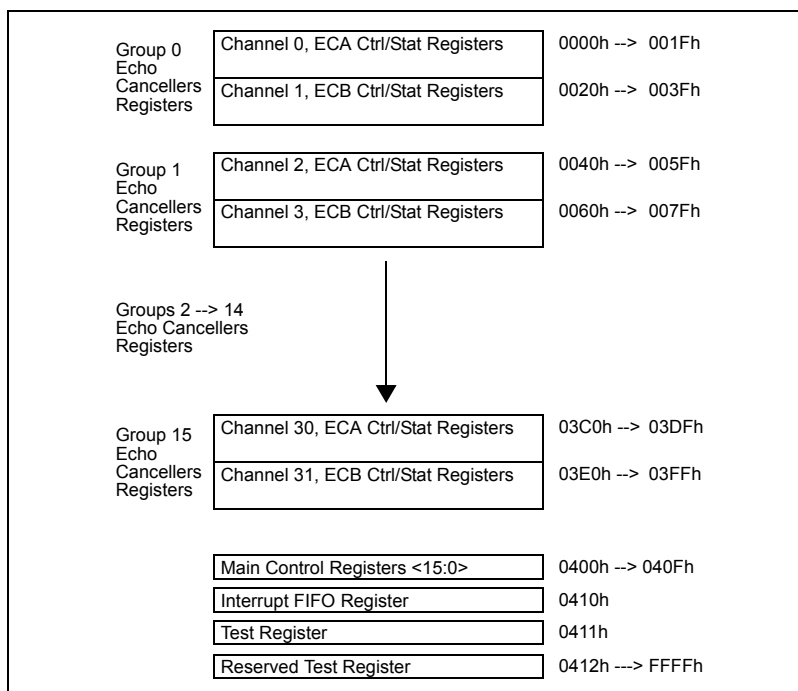 Group 0
Echo
Cancellers
Registers
Channel 0, ECA Ctrl/Stat Registers
0000h --> 001Fh
Channel 1, ECB Ctrl/Stat Registers
0020h --> 003Fh
Group 1
Echo
Cancellers
Registers
Channel 2, ECA Ctrl/Stat Registers
0040h --> 005Fh
Channel 3, ECB Ctrl/Stat Registers
0060h --> 007Fh
Groups 2 --> 14
Echo Cancellers
Registers
Group 15
Echo
Cancellers
Registers
Channel 30, ECA Ctrl/Stat Registers
03C0h --> 03DFh
Channel 31, ECB Ctrl/Stat Registers
03E0h --> 03FFh
Main Control Registers <15:0>
0400h --> 040Fh
Interrupt FIFO Register
0410h
Test Register
0411h
Reserved Test Register
0412h ---> FFFFh